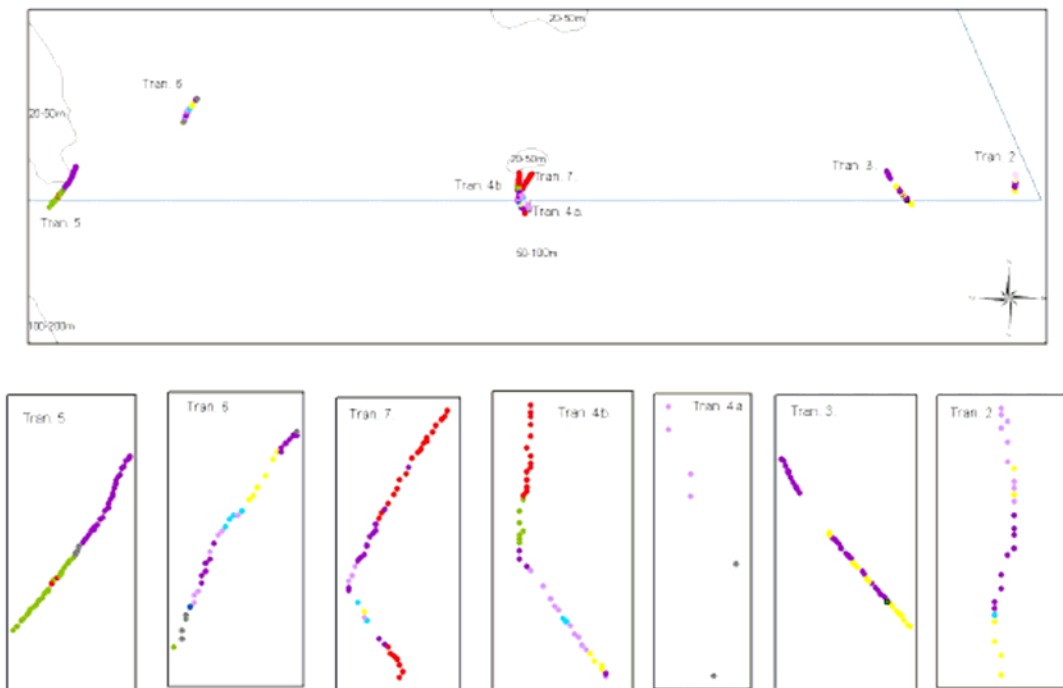 20-50m
Tran. 6
20-50m
20-50m
Tran. 4b
Tran. 7.
Tran. 3.
Tran. 2
Tran. 5
Tran. 4a.
50-100m
100-200m
Tran. 5
Tran. 6
Tran. 7.
Tran. 4b.
Tran. 4a
Tran. 3.
Tran. 2